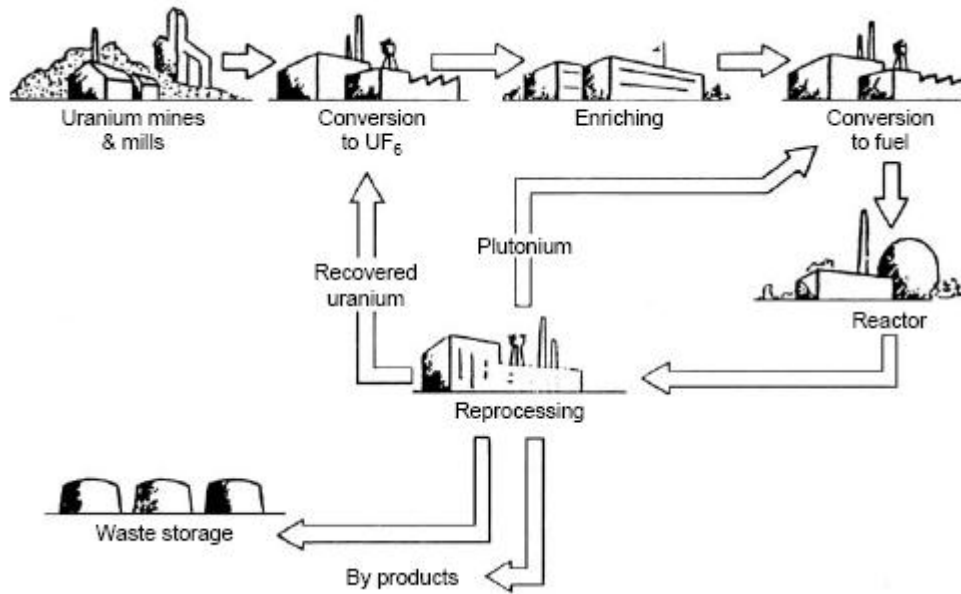 Uranium mines
& mills
Conversion
to UF₆
Enriching
Conversion
to fuel
Plutonium
Recovered
uranium
Reactor
Reprocessing
Waste storage
By products